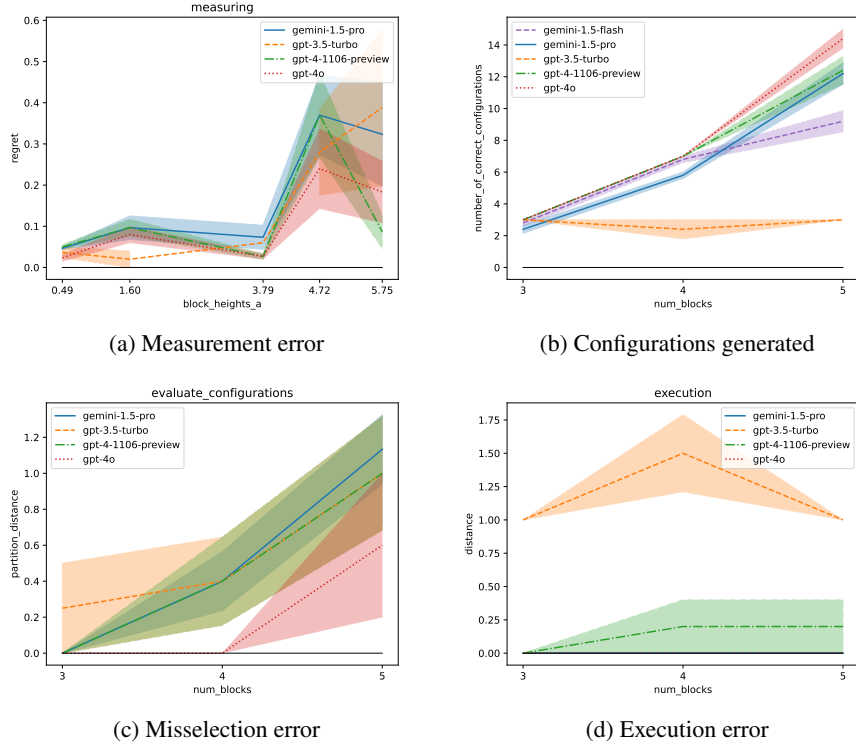 measuring
regret
0.6
0.5
0.4
0.3
0.2
0.1
0.0
0.49
1.60
3.79
4.72
5.75
block_heights_a
gemini-1.5-pro
gpt-3.5-turbo
gpt-4-1106-preview
gpt-4o
(a) Measurement error
number_of_correct_configurations
14
12
10
8
6
4
2
0
3
4
5
num_blocks
gemini-1.5-flash
gemini-1.5-pro
gpt-3.5-turbo
gpt-4-1106-preview
gpt-4o
(b) Configurations generated
evaluate_configurations
partition_distance
1.2
1.0
0.8
0.6
0.4
0.2
0.0
3
4
5
num_blocks
gemini-1.5-pro
gpt-3.5-turbo
gpt-4-1106-preview
gpt-4o
(c) Misselection error
execution
distance
1.75
1.50
1.25
1.00
0.75
0.50
0.25
0.00
3
4
5
num_blocks
gemini-1.5-pro
gpt-3.5-turbo
gpt-4-1106-preview
gpt-4o
(d) Execution error